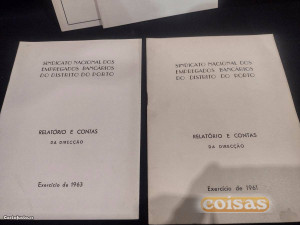 SINDICATO NACIONAL DOS
EMPREGADOS BANCÁRIOS
DO DISTRITO DO PORTO
RELATÓRIO E CONTAS
DA DIRECÇÃO
Exercício de 1963
SINDICATO NACIONAL DOS
EMPREGADOS BANCÁRIOS
DO DISTRITO DO PORTO
RELATÓRIO E CONTAS
DA DIRECÇÃO
Exercício de 1961
coisas